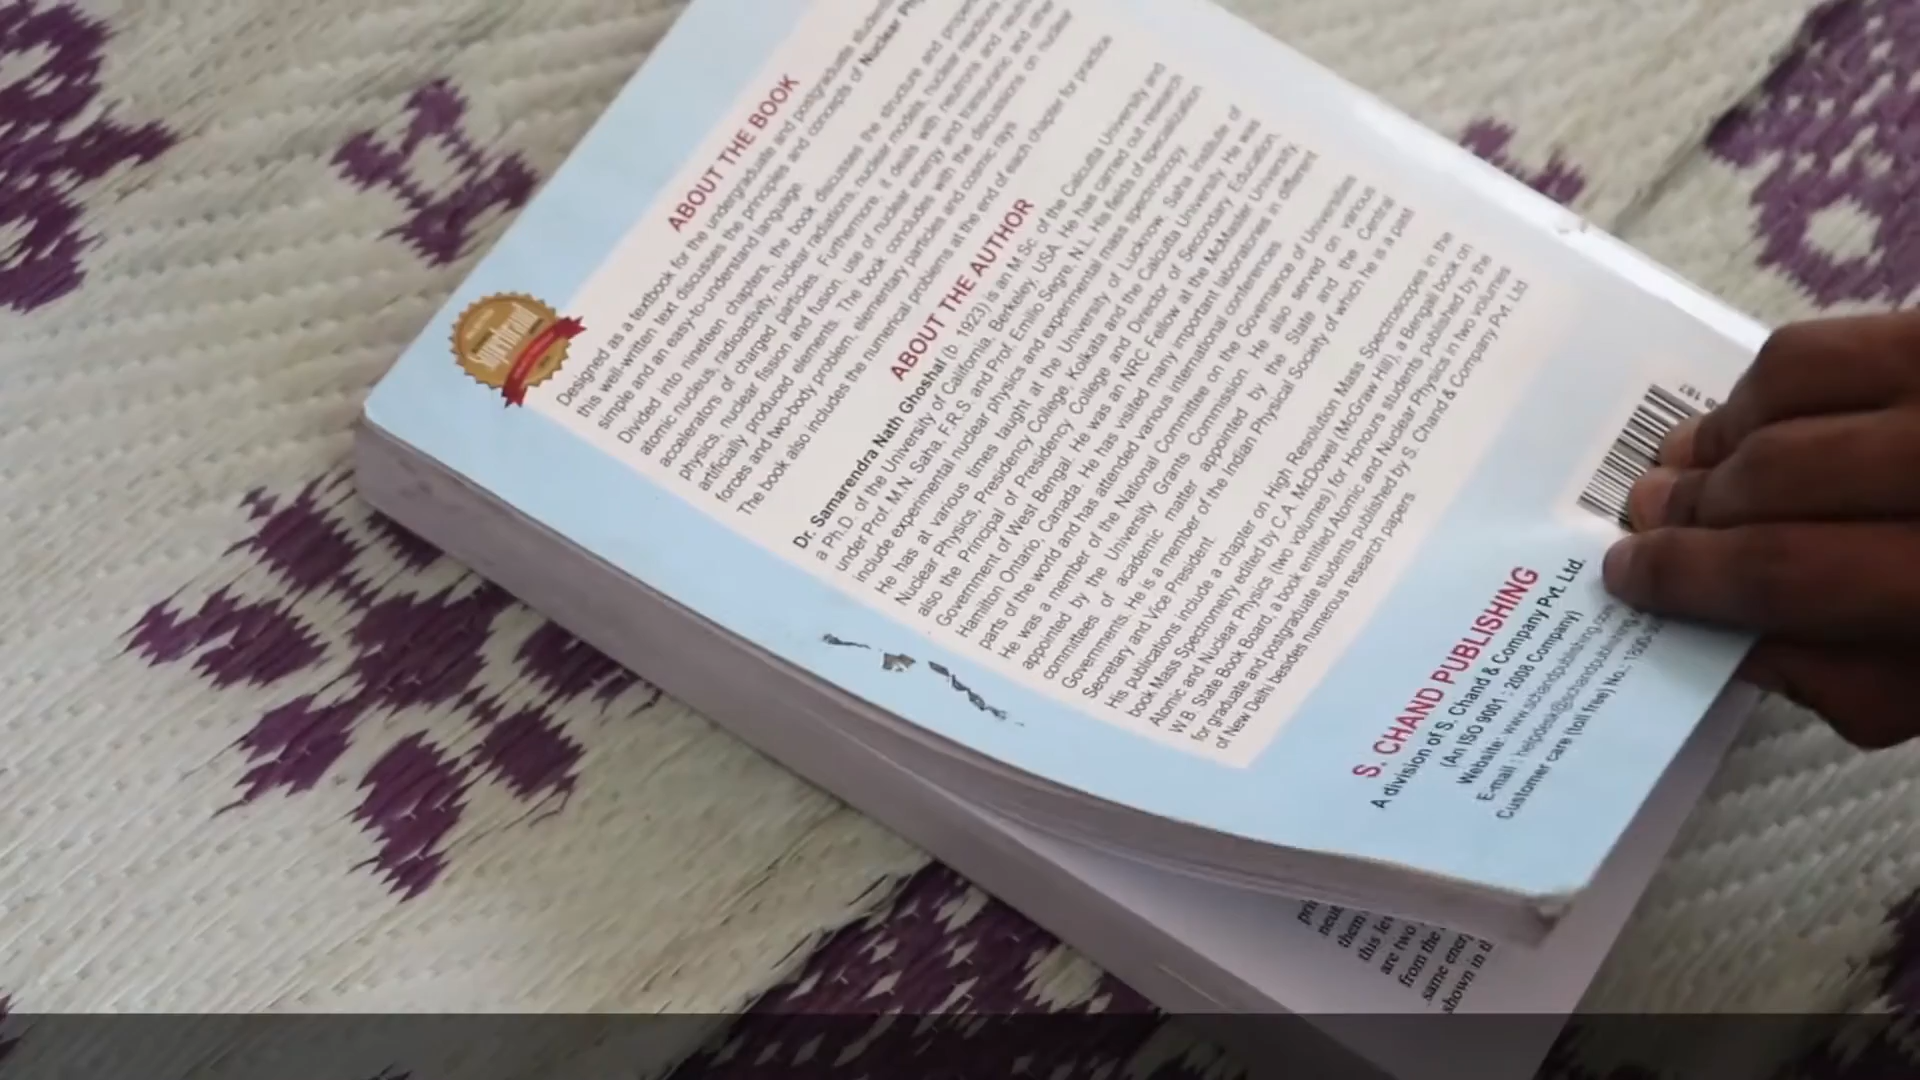 ABOUT THE BOOK
Designed as a textbook for the undergraduate and postgraduate
this well-written text discusses the principles and concepts of Nuclear
simple and an easy-to-understand language.
Divided into nineteen chapters, the book discusses the structure and
atomic nucleus, radioactivity, nuclear radiations, nuclear models, nuclear reactions
accelerators of charged particles. Furthermore, it deals with neutrons and
physics, nuclear fission and fusion, use of nuclear energy and transuranic and other
artificially produced elements. The book concludes with the discussions on nuclear
forces and two-body problem, elementary particles and cosmic rays.
The book also includes the numerical problems at the end of each chapter for practice
ABOUT THE AUTHOR
Dr. Samarendra Nath Ghoshal (b. 1923) is an M.Sc. of the Calcutta University and
a Ph.D. of the University of California, Berkeley, USA. He has carried out research
under Prof. M.N. Saha, F.R.S. and Prof. Emilio Segre, N.L. His fields of specialization
include experimental nuclear physics and experimental mass spectroscopy.
He has at various times taught at the University of Lucknow, Saha Institute of
Nuclear Physics, Presidency College, Kolkata and the Calcutta University. He was
also the Principal of Presidency College and Director of Secondary Education,
Government of West Bengal. He was an NRC Fellow at the McMaster University,
Hamilton Ontario, Canada. He has visited many important laboratories in different
parts of the world and has attended various international conferences.
He was a member of the National Committee on the Governance of Universities
appointed by the University Grants Commission. He also served on various
committees of academic matter appointed by the State and the Central
Governments. He is a member of the Indian Physical Society of which he is a past
Secretary and Vice President.
His publications include a chapter on High Resolution Mass Spectroscopes in the
book Mass Spectrometry edited by C.A. McDowel (McGraw Hill), a Bengali book on
Atomic and Nuclear Physics (two volumes) for Honours students published by the
W.B. State Book Board, a book entitled Atomic and Nuclear Physics in two volumes
for graduate and postgraduate students published by S. Chand & Company Pvt. Ltd
of New Delhi besides numerous research papers.
S. CHAND PUBLISHING
A division of S. Chand & Company Pvt. Ltd.
(An ISO 9001 : 2008 Company)
Website: www.schandpublishing.com
E-mail : helpdesk@schandpublishing
Customer care (toll free) No.: 1800
them
this
are two
from the
same
shown in